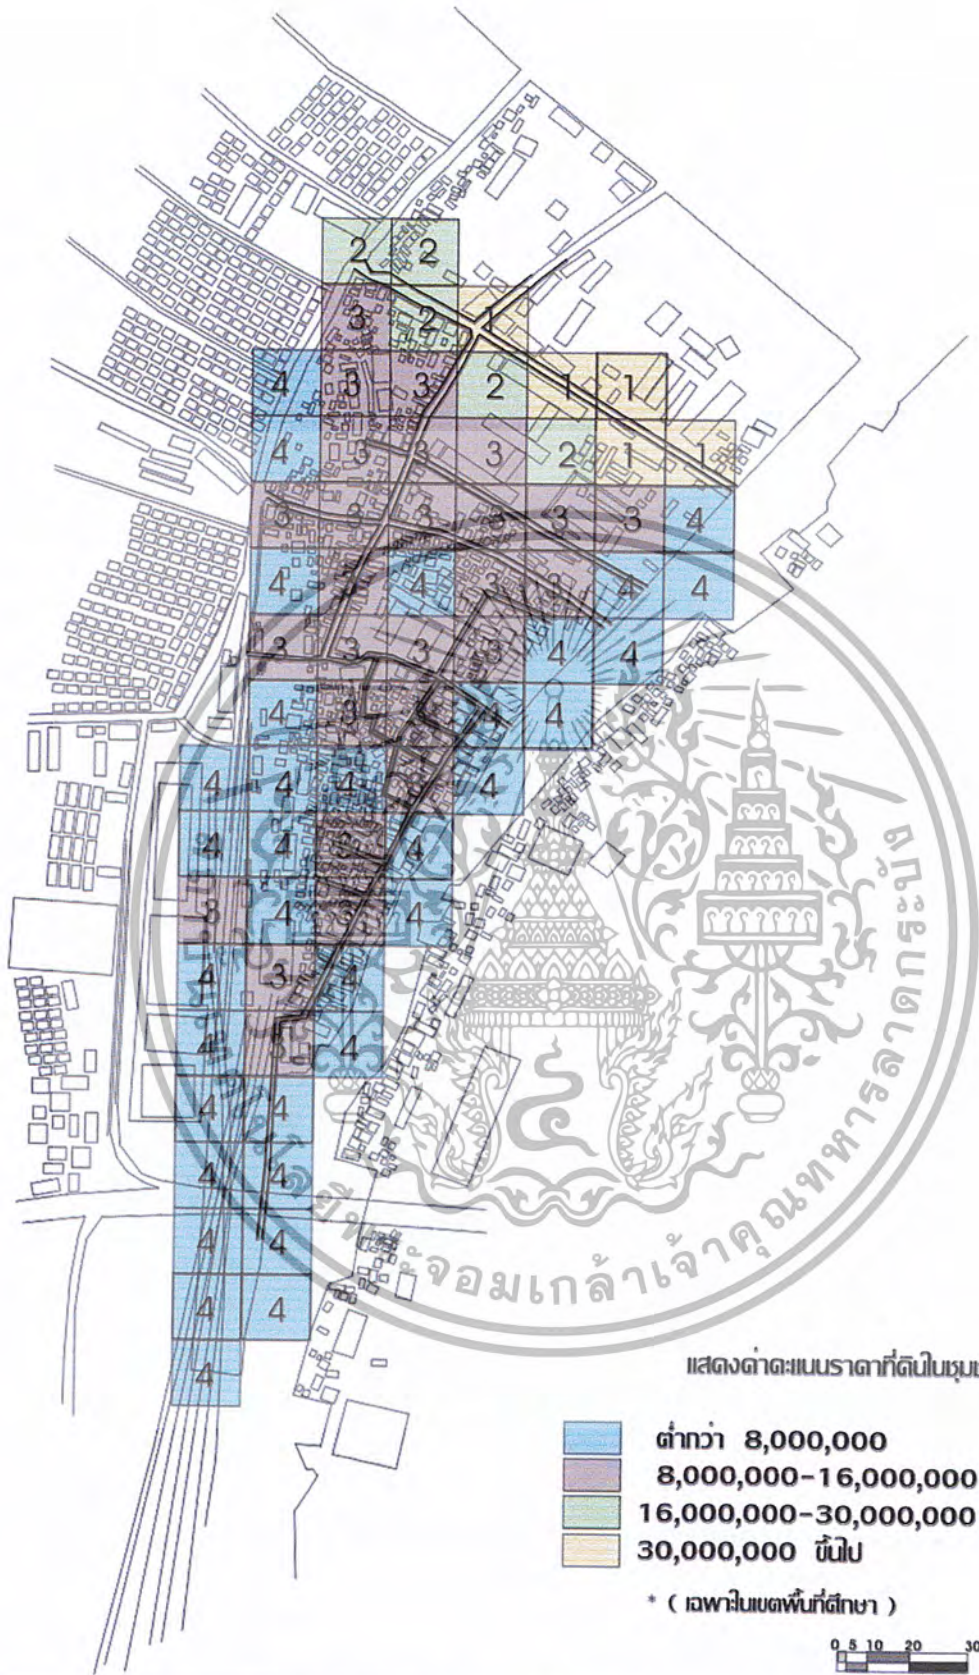 2 2
3 2 1
4 3 3 2 1 1
4 3 3 3 2 1 1
3 3 3 3 3 3 4
4 3 4 3 3 4 4
3 3 3 3 4 4
4 3 3 4 4
4 4 4 3 4
4 4 3 4
3 4 3 4
4 3 4
4 3 4
4 4
4 4
4 4
4 4
4
พระจอมเกล้าเจ้าคุณทหารลาดกระบัง
แสดงค่าคะแนนราคาที่ดินในชุมช
ต่ำกว่า 8,000,000
8,000,000-16,000,000
16,000,000-30,000,000
30,000,000 ขึ้นไป
* ( เฉพาะในเขตพื้นที่ศึกษา )
0 5 10 20 30